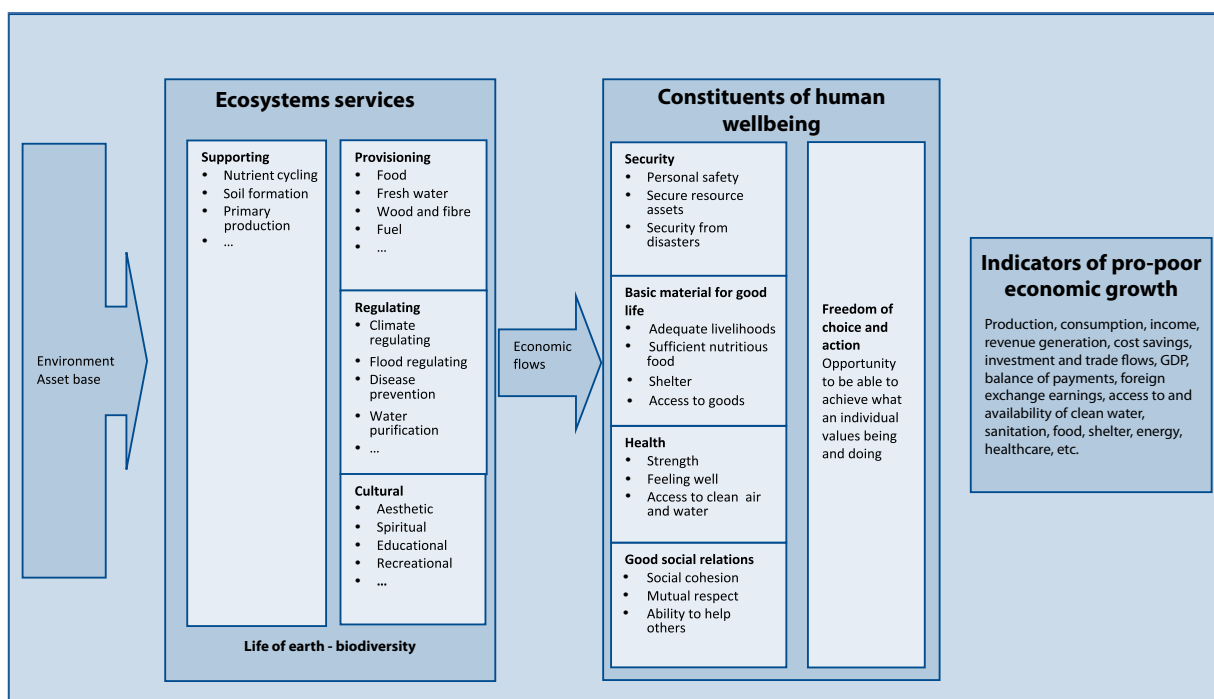 Environment
Asset base
Ecosystems services
Supporting
• Nutrient cycling
• Soil formation
• Primary
production
• ...
Provisioning
• Food
• Fresh water
• Wood and fibre
• Fuel
• ...
Regulating
• Climate
regulating
• Flood regulating
• Disease
prevention
• Water
purification
• ...
Cultural
• Aesthetic
• Spiritual
• Educational
• Recreational
• ...
Life of earth - biodiversity
Economic
flows
Constituents of human
wellbeing
Security
• Personal safety
• Secure resource
assets
• Security from
disasters
Basic material for good
life
• Adequate livelihoods
• Sufficient nutritious
food
• Shelter
• Access to goods
Health
• Strength
• Feeling well
• Access to clean air
and water
Good social relations
• Social cohesion
• Mutual respect
• Ability to help
others
Freedom of
choice and
action
Opportunity
to be able to
achieve what
an individual
values being
and doing
Indicators of pro-poor
economic growth
Production, consumption, income,
revenue generation, cost savings,
investment and trade flows, GDP,
balance of payments, foreign
exchange earnings, access to and
availability of clean water,
sanitation, food, shelter, energy,
healthcare, etc.